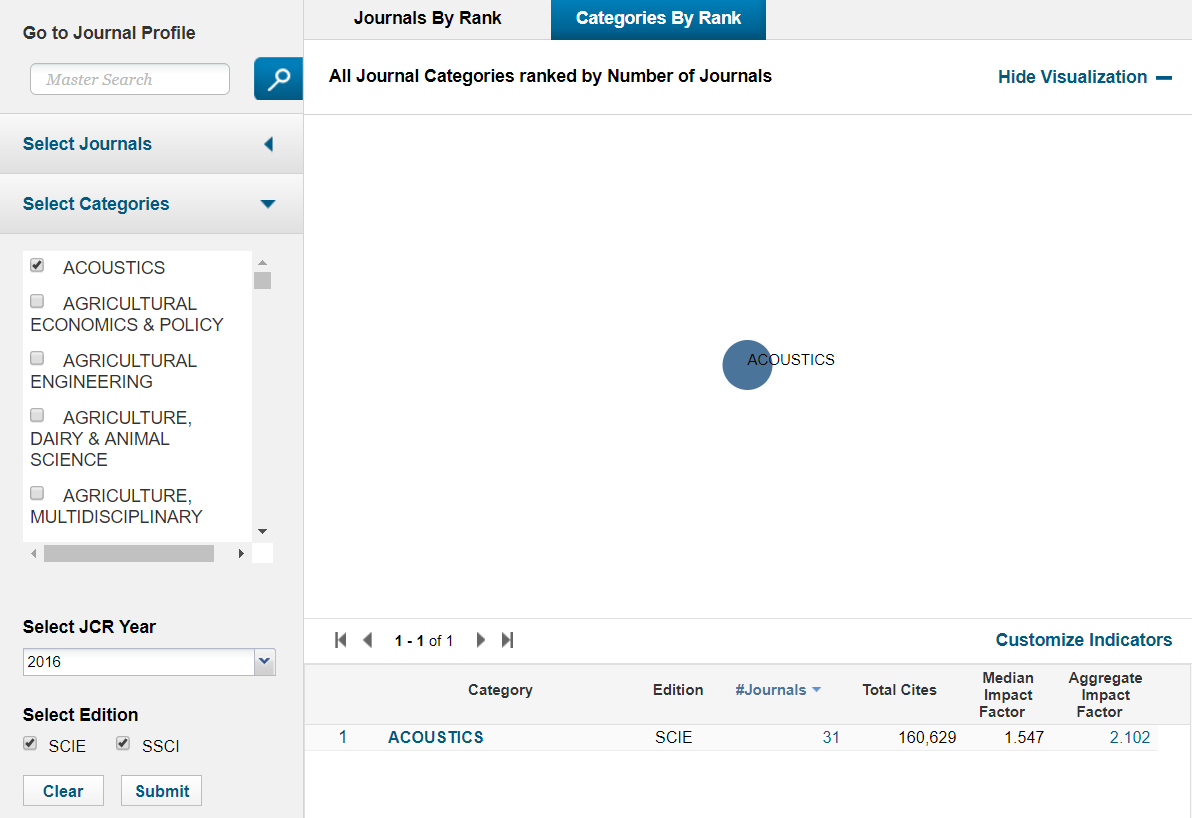 Go to Journal Profile
Master Search
Select Journals
Select Categories
ACOUSTICS
AGRICULTURAL
ECONOMICS & POLICY
AGRICULTURAL
ENGINEERING
AGRICULTURE,
DAIRY & ANIMAL
SCIENCE
AGRICULTURE,
MULTIDISCIPLINARY
Select JCR Year
2016
Select Edition
SCIE SSCI
Clear Submit
Journals By Rank Categories By Rank
All Journal Categories ranked by Number of Journals Hide Visualization
ACOUSTICS
1 - 1 of 1 Customize Indicators
Category Edition #Journals Total Cites Median Impact Factor Aggregate Impact Factor
1 ACOUSTICS SCIE 31 160,629 1.547 2.102